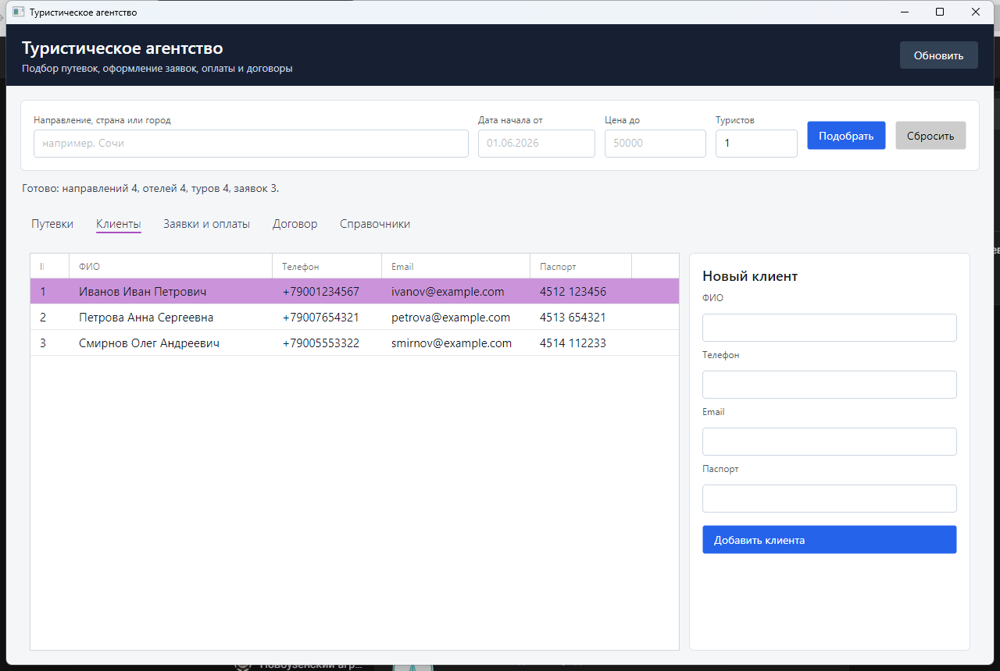 Туристическое агентство
Туристическое агентство
Подбор путевок, оформление заявок, оплаты и договоры
Обновить
Направление, страна или город
Дата начала от
Цена до
Туристов
например, Сочи
01.06.2026
50000
1
Подобрать
Сбросить
Готово: направлений 4, отелей 4, туров 4, заявок 3.
Путевки Клиенты Заявки и оплаты Договор Справочники
ФИО Телефон Email Паспорт
1 Иванов Иван Петрович +79001234567 ivanov@example.com 4512 123456
2 Петрова Анна Сергеевна +79007654321 petrova@example.com 4513 654321
3 Смирнов Олег Андреевич +79005553322 smirnov@example.com 4514 112233
Новый клиент
ФИО
Телефон
Email
Паспорт
Добавить клиента